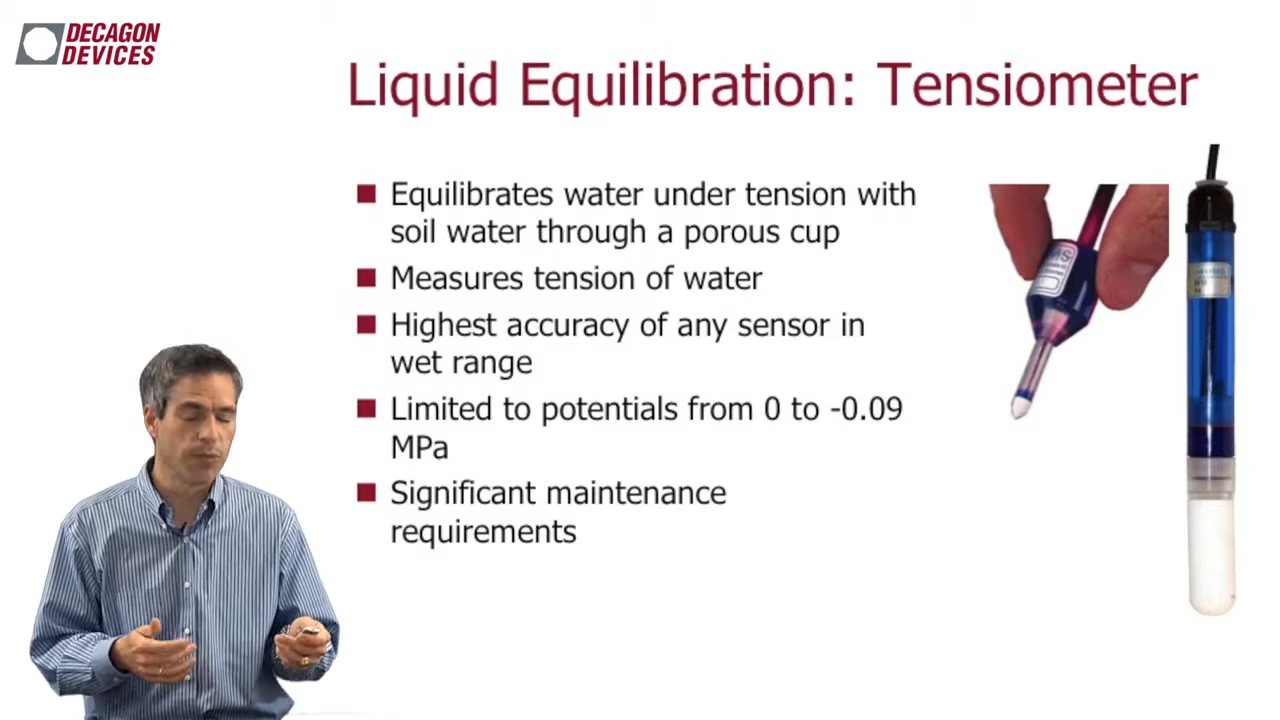 DECAGON
DEVICES
Liquid Equilibration: Tensiometer
Equilibrates water under tension with
soil water through a porous cup
Measures tension of water
Highest accuracy of any sensor in
wet range
Limited to potentials from 0 to -0.09
MPa
Significant maintenance
requirements